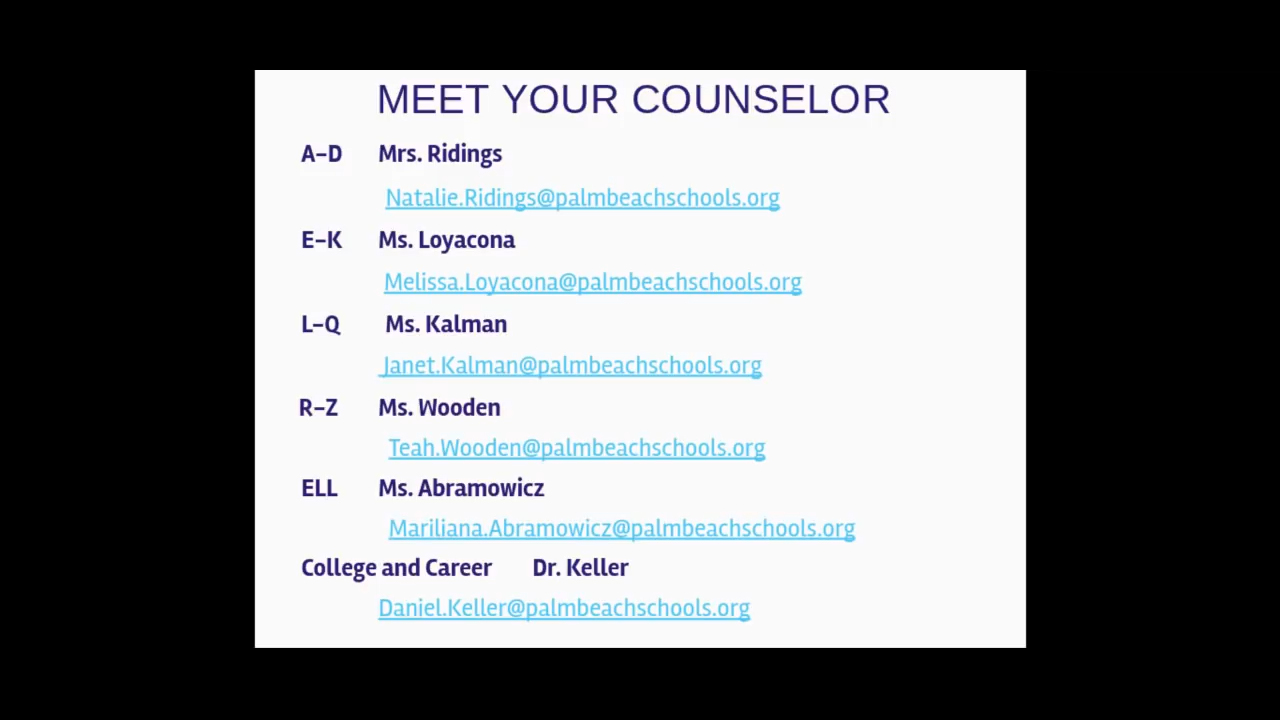 MEET YOUR COUNSELOR
A-D Mrs. Ridings
Natalie.Ridings@palmbeachschools.org
E-K Ms. Loyacona
Melissa.Loyacona@palmbeachschools.org
L-Q Ms. Kalman
Janet.Kalman@palmbeachschools.org
R-Z Ms. Wooden
Teah.Wooden@palmbeachschools.org
ELL Ms. Abramowicz
Mariliana.Abramowicz@palmbeachschools.org
College and Career Dr. Keller
Daniel.Keller@palmbeachschools.org